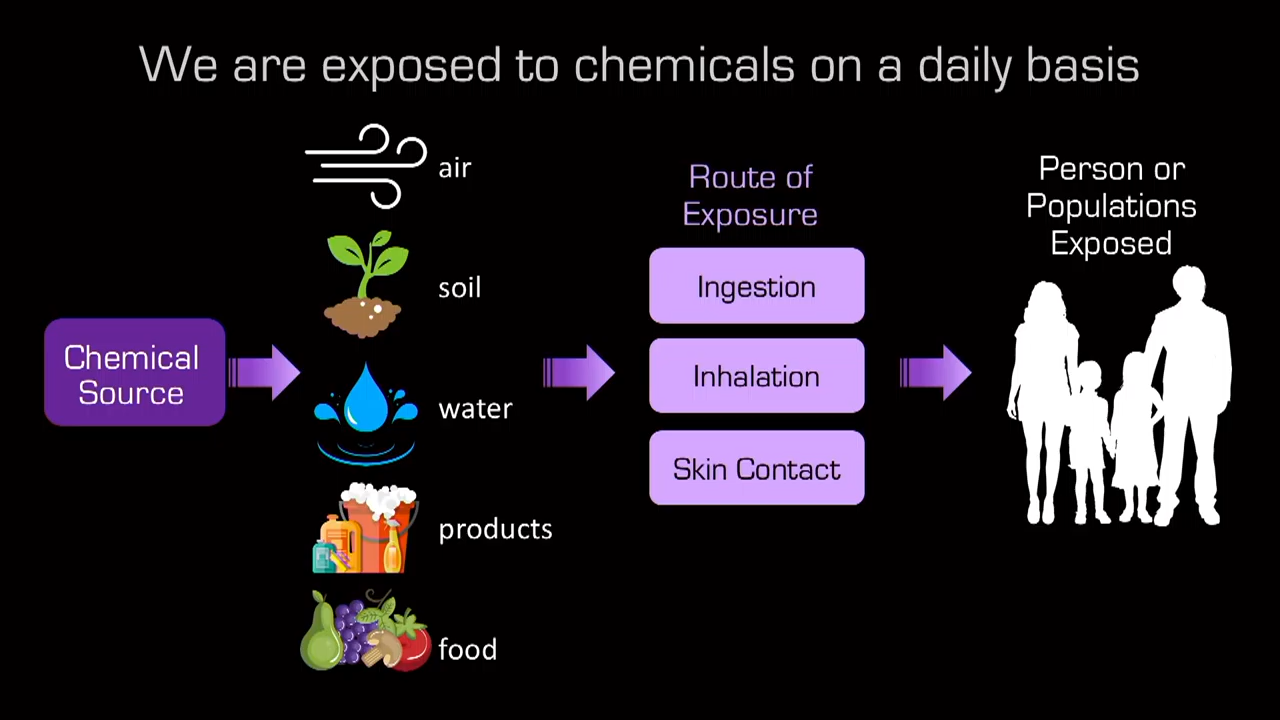 We are exposed to chemicals on a daily basis
Chemical
Source
air
soil
water
products
food
Route of
Exposure
Ingestion
Inhalation
Skin Contact
Person or
Populations
Exposed